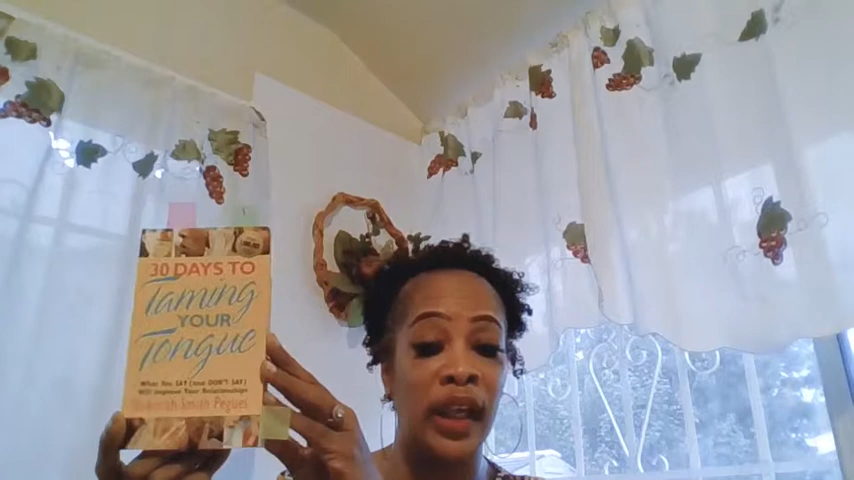 30 DAYS TO
Taming
YOUR
Tongue
What You SAY (and DON'T SAY)
Will Improve Your Relationships
Deborah Smith Pegues